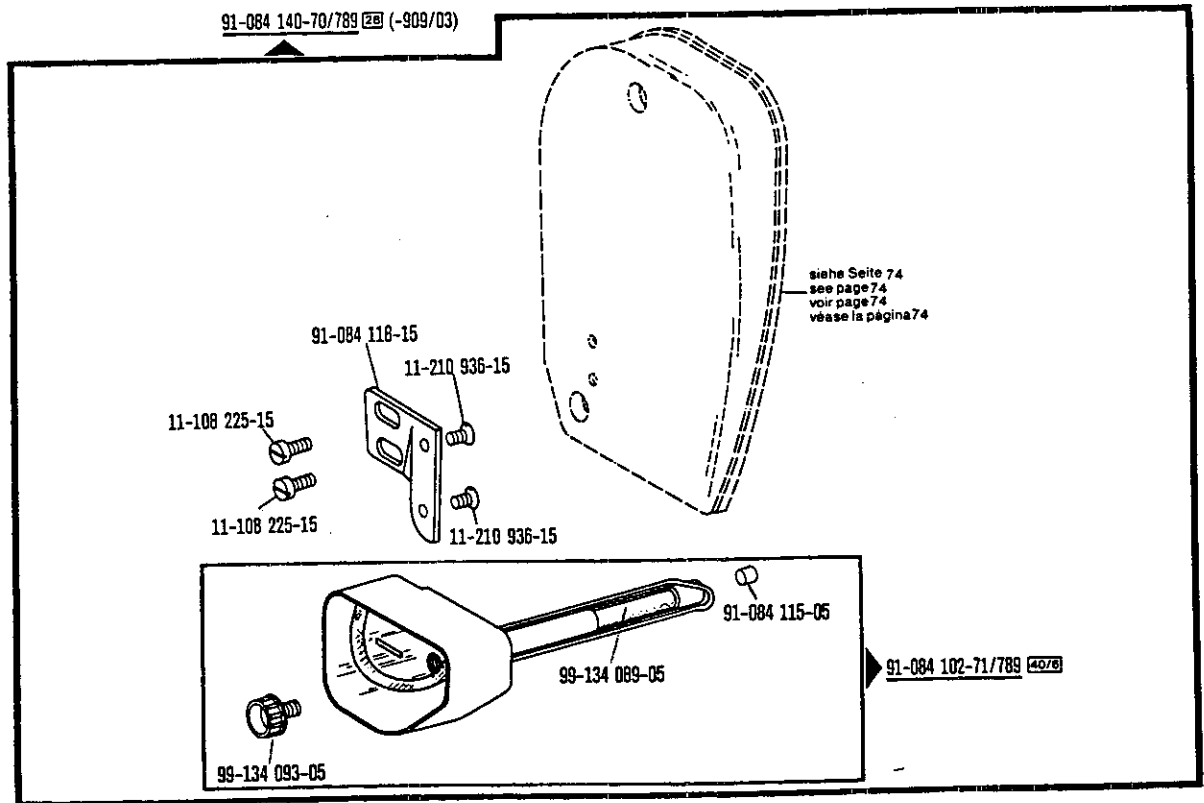 91-084 140-70/789 28 (-909/03)
siehe Seite 74
see page 74
voir page 74
véase la página 74
91-084 118-15
11-210 936-15
11-108 225-15
11-108 225-15
11-210 936-15
91-084 115-05
99-134 089-05
91-084 102-71/789 40/6
99-134 093-05